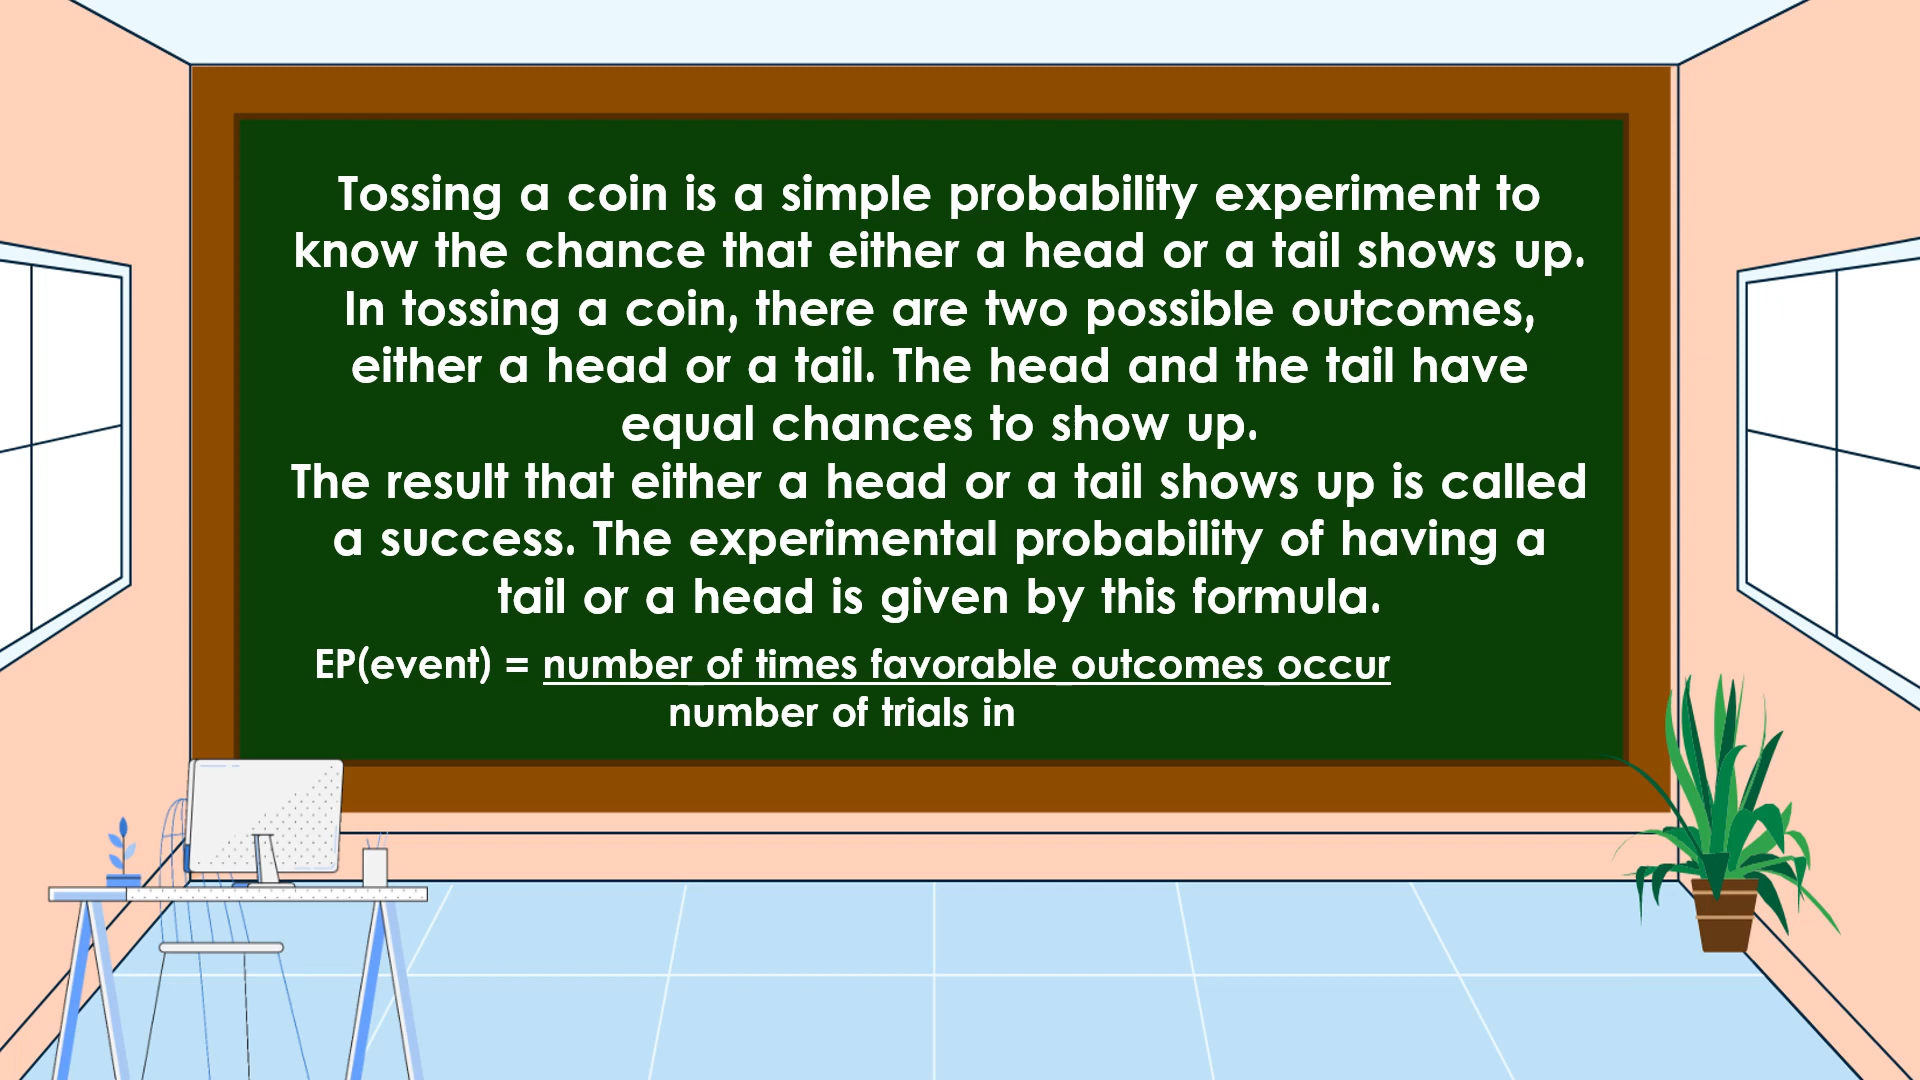 Tossing a coin is a simple probability experiment to
know the chance that either a head or a tail shows up.
In tossing a coin, there are two possible outcomes,
either a head or a tail. The head and the tail have
equal chances to show up.
The result that either a head or a tail shows up is called
a success. The experimental probability of having a
tail or a head is given by this formula.
EP(event) = number of times favorable outcomes occur
number of trials in